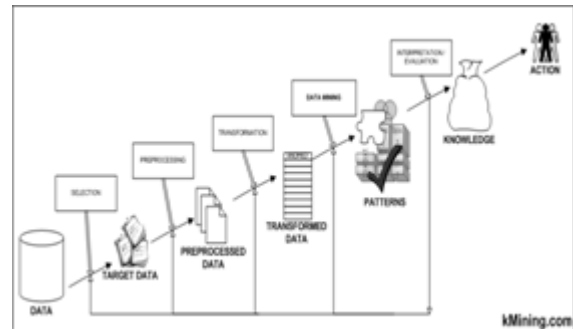 INTERPRETATION/
EVALUATION
ACTION
DATA MINING
KNOWLEDGE
TRANSFORMATION
PATTERNS
PREPROCESSING
TRANSFORMED
DATA
SELECTION
PREPROCESSED
DATA
TARGET DATA
DATA
kMining.com